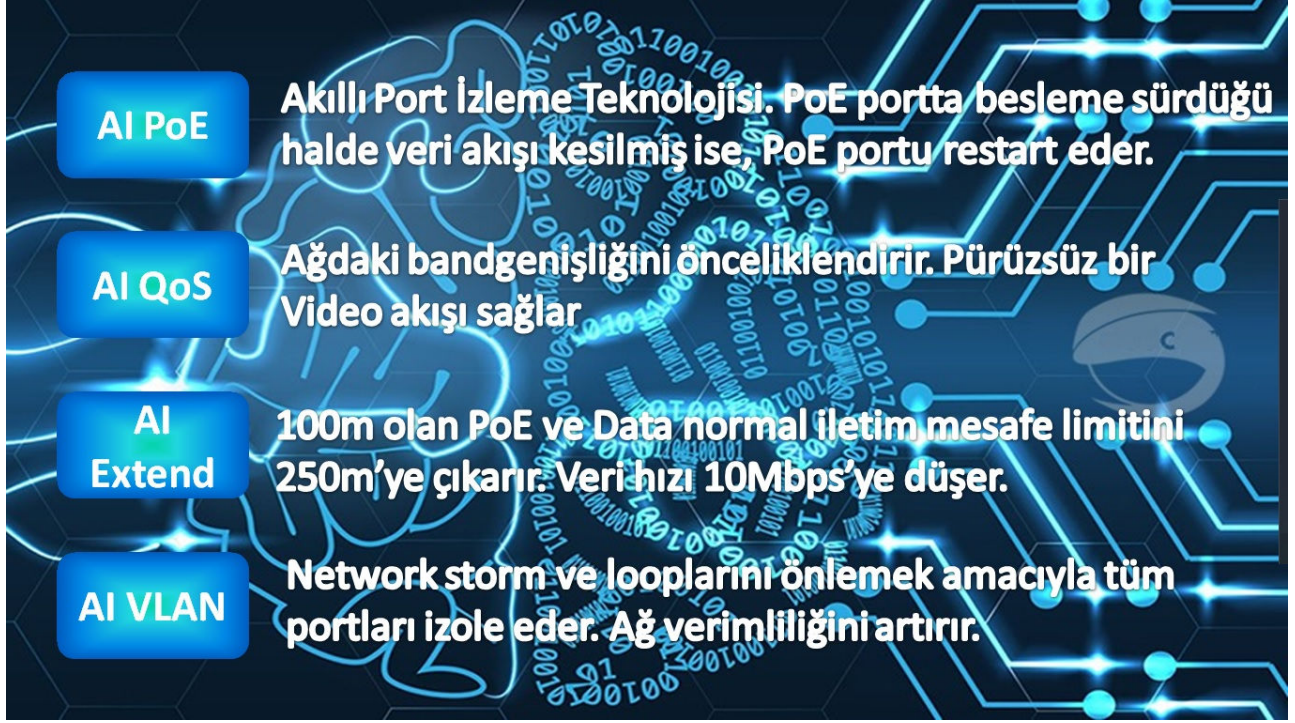 AI PoE
Akıllı Port İzleme Teknolojisi. PoE portta besleme sürdüğü
halde veri akışı kesilmiş ise, PoE portu restart eder.
AI QoS
Ağdaki bandgenişliğini önceliklendirir. Pürüzsüz bir
Video akışı sağlar
AI
Extend
100m olan PoE ve Data normal iletim mesafe limitini
250m’ye çıkarır. Veri hızı 10Mbps’ye düşer.
AI VLAN
Network storm ve looplarını önlemek amacıyla tüm
portları izole eder. Ağ verimliliğini artırır.